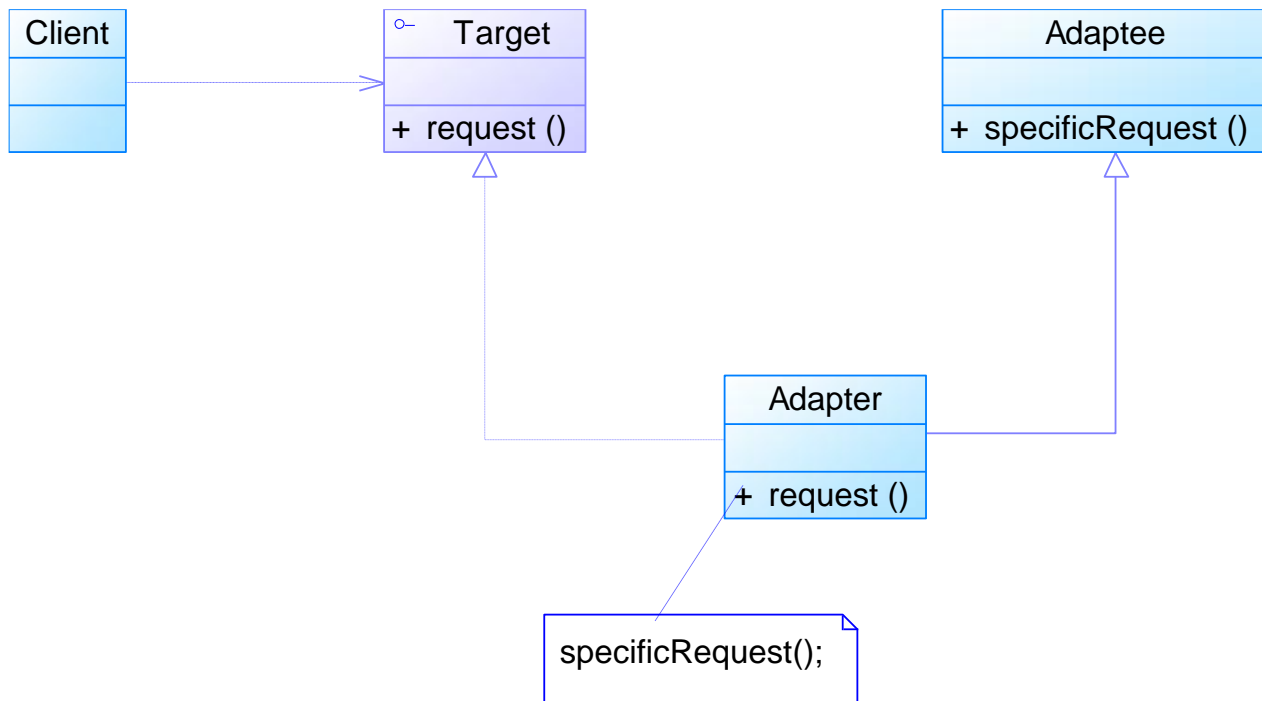 Client
Target
+ request ()
Adaptee
+ specificRequest ()
Adapter
+ request ()
specificRequest();